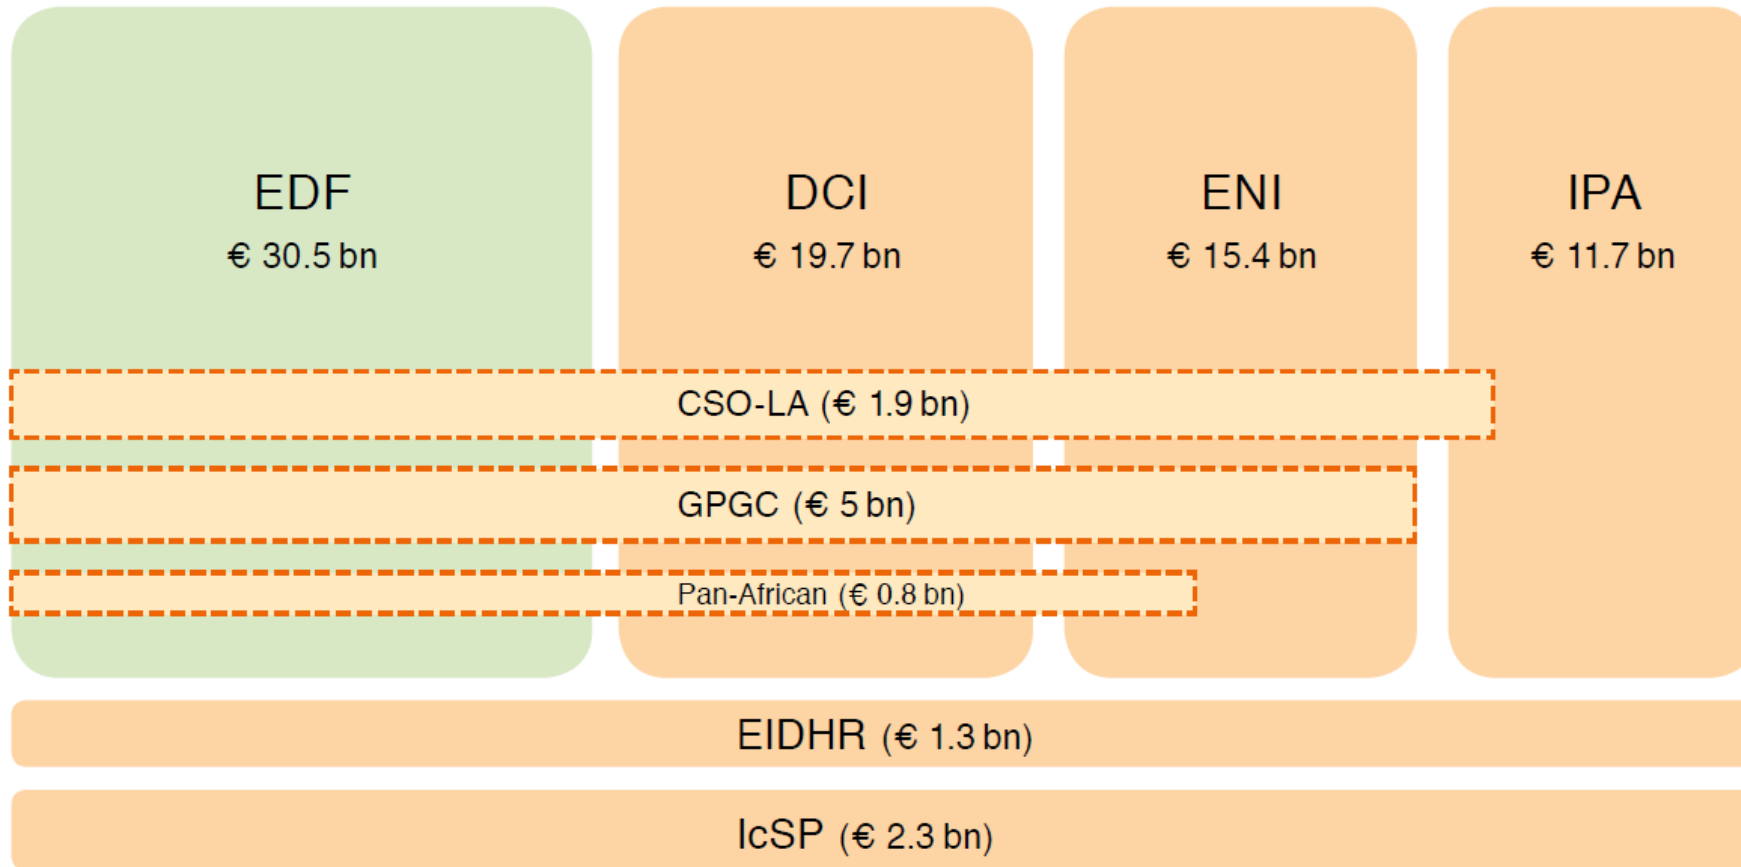 EDF
€ 30.5 bn
DCI
€ 19.7 bn
ENI
€ 15.4 bn
IPA
€ 11.7 bn
CSO-LA (€ 1.9 bn)
GPGC (€ 5 bn)
Pan-African (€ 0.8 bn)
EIDHR (€ 1.3 bn)
IcSP (€ 2.3 bn)